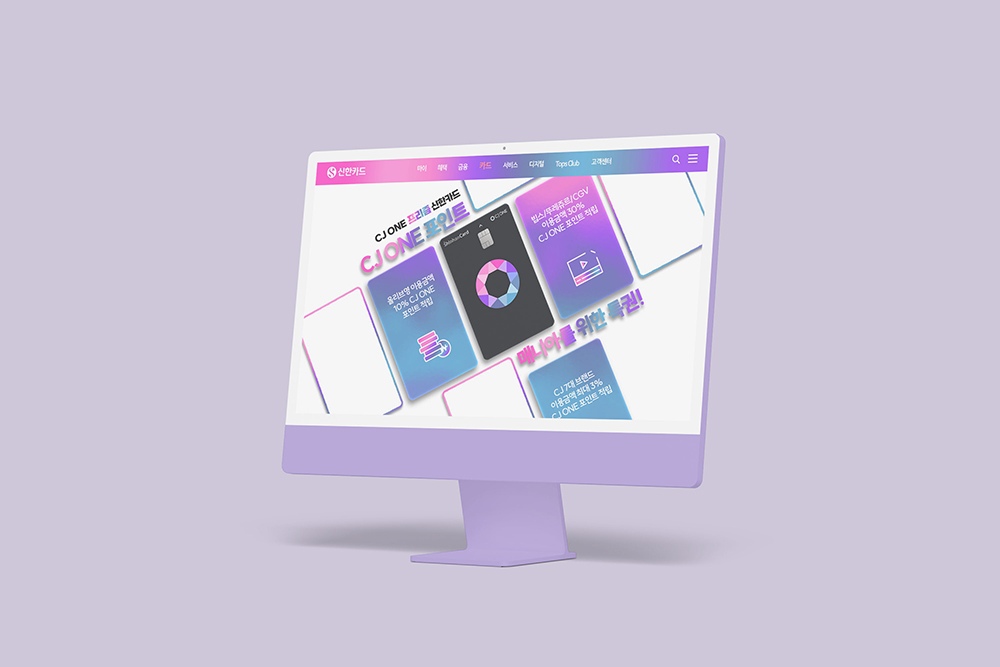 신한카드
마이 혜택 금융 카드 서비스 디지털 Tops Club 고객센터
CJ ONE 프리즘 신한카드
CJ ONE 포인트
올리브영 이용금액
10% CJ ONE
포인트 적립
ShinhanCard
CJ ONE
빕스/뚜레쥬르/CGV
이용금액 30%
CJ ONE 포인트 적립
매니아를 위한 특권!
CJ 7대 브랜드
이용금액 최대 3%
CJ ONE 포인트 적립